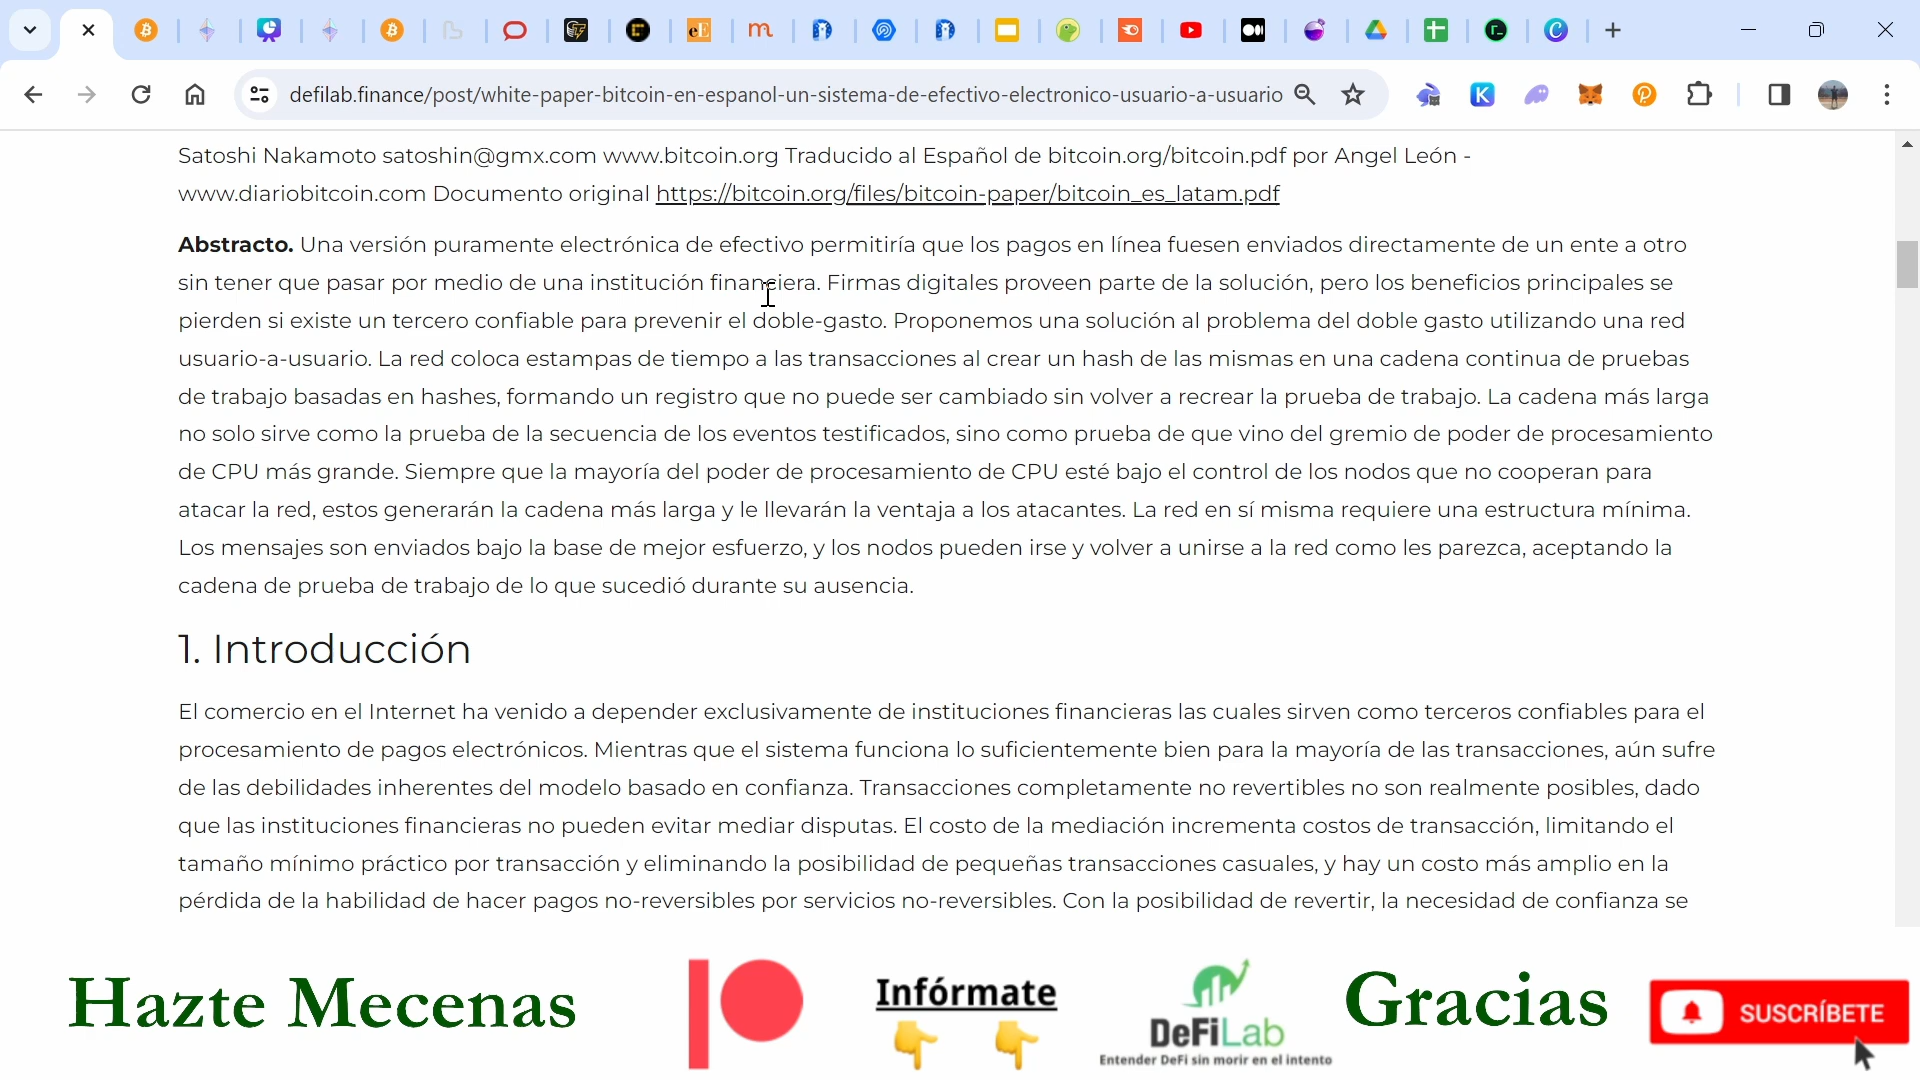 defilab.finance/post/white-paper-bitcoin-en-espanol-un-sistema-de-efectivo-electronico-usuario-a-usuario
Satoshi Nakamoto satoshin@gmx.com www.bitcoin.org Traducido al Español de bitcoin.org/bitcoin.pdf por Angel León -
www.diariobitcoin.com Documento original https://bitcoin.org/files/bitcoin-paper/bitcoin_es_latam.pdf
Abstracto. Una versión puramente electrónica de efectivo permitiría que los pagos en línea fuesen enviados directamente de un ente a otro
sin tener que pasar por medio de una institución financiera. Firmas digitales proveen parte de la solución, pero los beneficios principales se
pierden si existe un tercero confiable para prevenir el doble-gasto. Proponemos una solución al problema del doble gasto utilizando una red
usuario-a-usuario. La red coloca estampas de tiempo a las transacciones al crear un hash de las mismas en una cadena continua de pruebas
de trabajo basadas en hashes, formando un registro que no puede ser cambiado sin volver a recrear la prueba de trabajo. La cadena más larga
no solo sirve como la prueba de la secuencia de los eventos testificados, sino como prueba de que vino del gremio de poder de procesamiento
de CPU más grande. Siempre que la mayoría del poder de procesamiento de CPU esté bajo el control de los nodos que no cooperan para
atacar la red, estos generarán la cadena más larga y le llevarán la ventaja a los atacantes. La red en sí misma requiere una estructura mínima.
Los mensajes son enviados bajo la base de mejor esfuerzo, y los nodos pueden irse y volver a unirse a la red como les parezca, aceptando la
cadena de prueba de trabajo de lo que sucedió durante su ausencia.
1. Introducción
El comercio en el Internet ha venido a depender exclusivamente de instituciones financieras las cuales sirven como terceros confiables para el
procesamiento de pagos electrónicos. Mientras que el sistema funciona lo suficientemente bien para la mayoría de las transacciones, aún sufre
de las debilidades inherentes del modelo basado en confianza. Transacciones completamente no revertibles no son realmente posibles, dado
que las instituciones financieras no pueden evitar mediar disputas. El costo de la mediación incrementa costos de transacción, limitando el
tamaño mínimo práctico por transacción y eliminando la posibilidad de pequeñas transacciones casuales, y hay un costo más amplio en la
pérdida de la habilidad de hacer pagos no-reversibles por servicios no-reversibles. Con la posibilidad de revertir, la necesidad de confianza se
Hazte Mecenas
Infórmate
DeFiLab
Entender DeFi sin morir en el intento
Gracias
SUSCRÍBETE